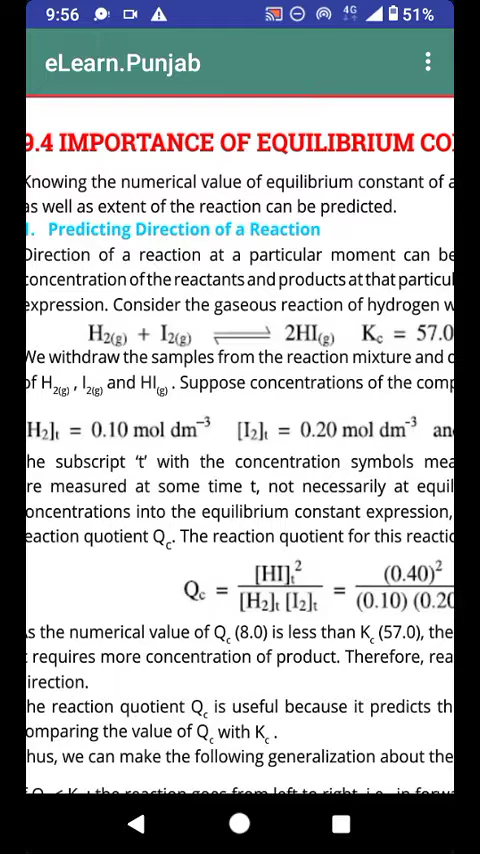 9:56 4G 51%
eLearn.Punjab
9.4 IMPORTANCE OF EQUILIBRIUM CO
Knowing the numerical value of equilibrium constant of a
as well as extent of the reaction can be predicted.
1. Predicting Direction of a Reaction
Direction of a reaction at a particular moment can be
concentration of the reactants and products at that particul
expression. Consider the gaseous reaction of hydrogen w
H₂(g) + I₂(g) ⇌ 2HI(g) Kc = 57.0
We withdraw the samples from the reaction mixture and d
of H₂(g) , I₂(g) and HI(g) . Suppose concentrations of the comp
H₂]t = 0.10 mol dm⁻³ [I₂]t = 0.20 mol dm⁻³ an
he subscript ‘t’ with the concentration symbols mea
re measured at some time t, not necessarily at equil
oncentrations into the equilibrium constant expression,
eaction quotient Qc. The reaction quotient for this reactio
Qc = [HI]t² / [H₂]t [I₂]t = (0.40)² / (0.10) (0.20
s the numerical value of Qc (8.0) is less than Kc (57.0), the
requires more concentration of product. Therefore, rea
irection.
he reaction quotient Qc is useful because it predicts th
omparing the value of Qc with Kc .
hus, we can make the following generalization about the